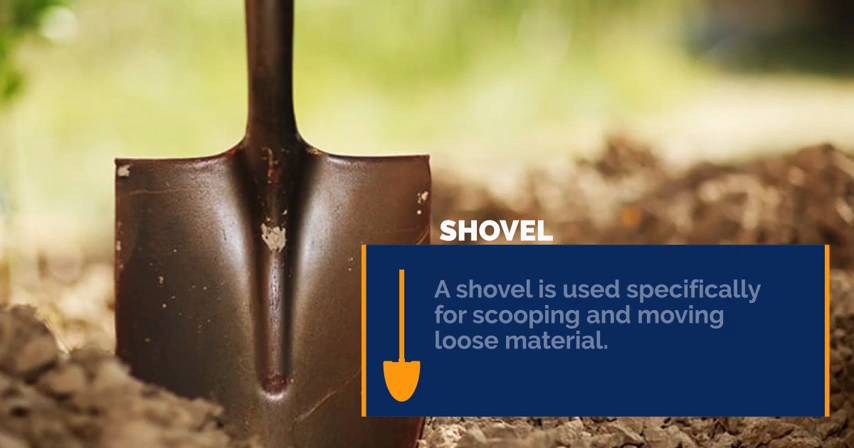 SHOVEL
A shovel is used specifically
for scooping and moving
loose material.